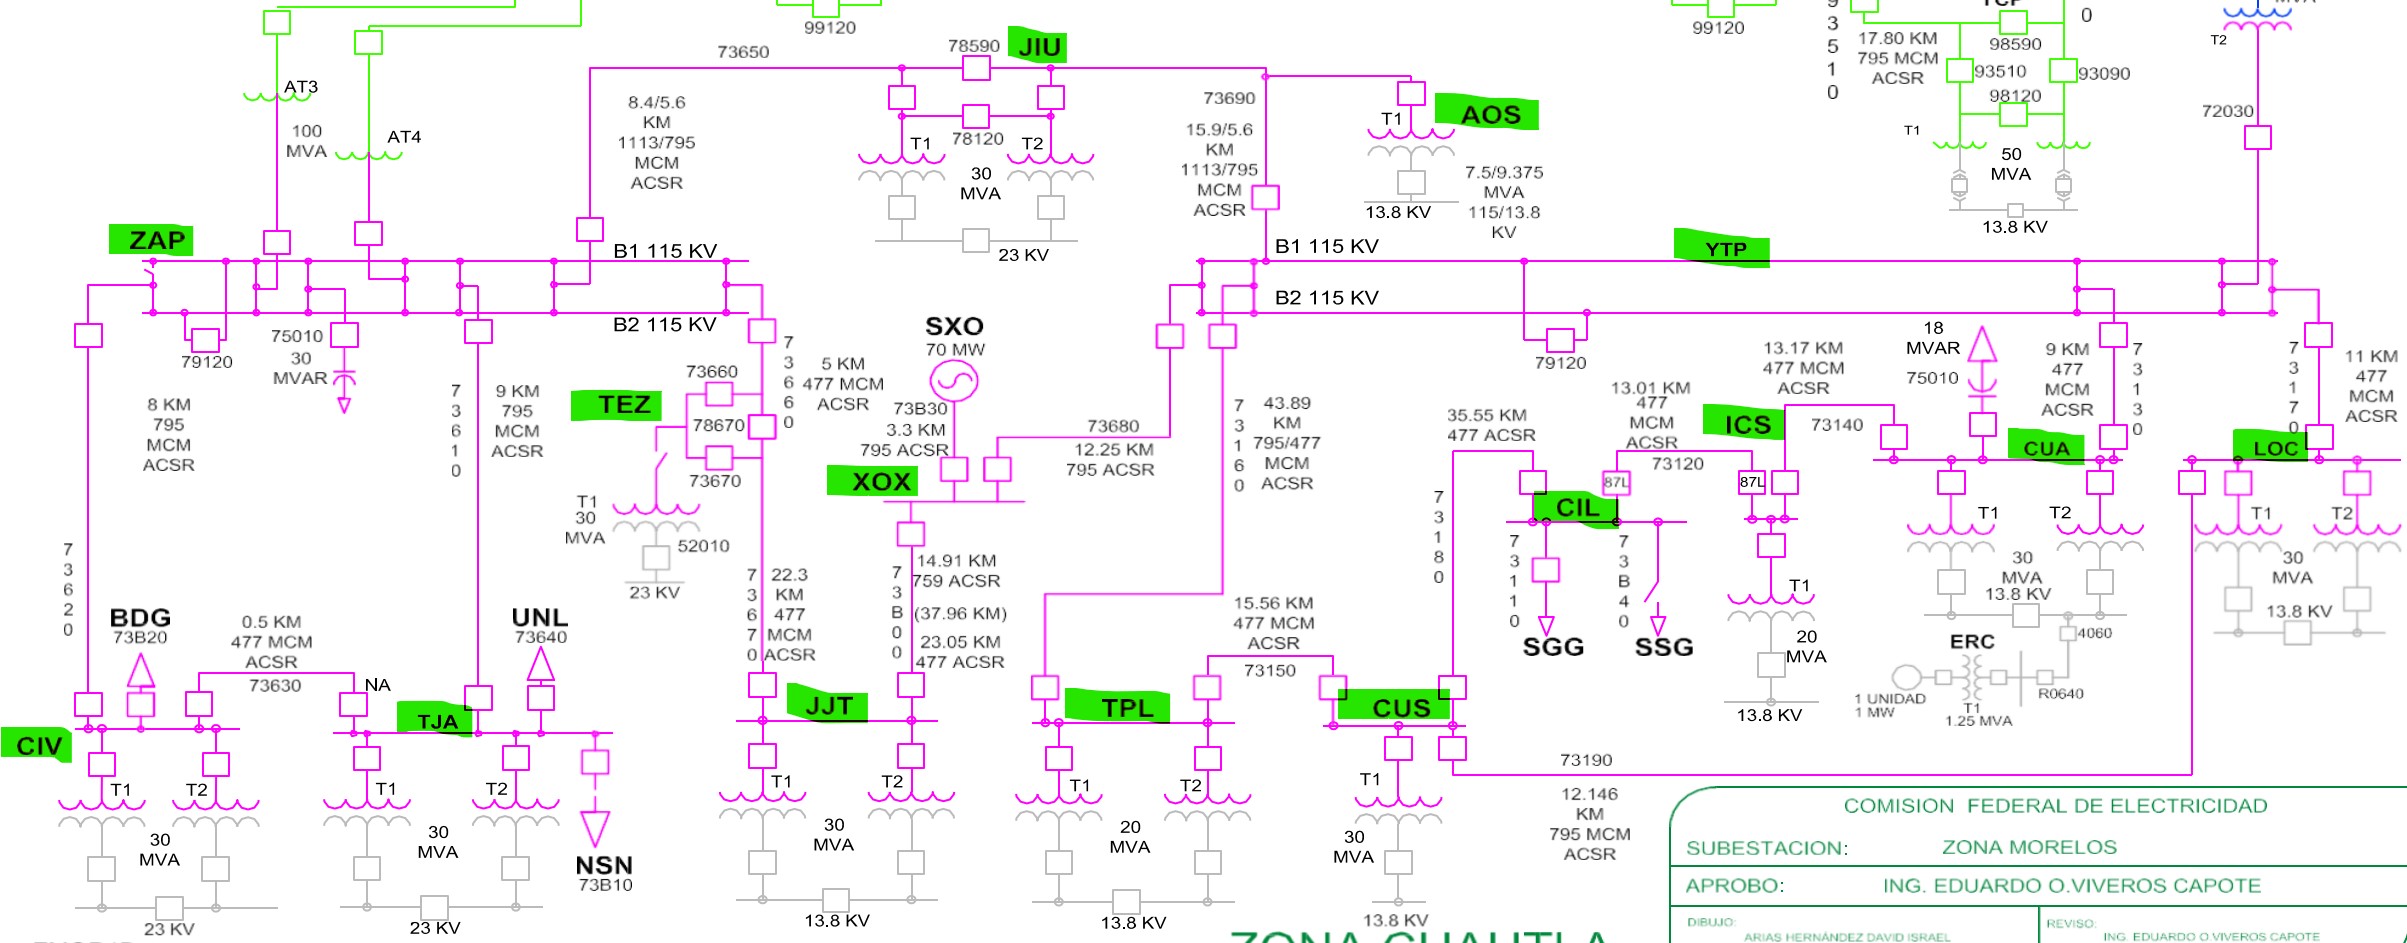 99120
99120
TCP
9
3
5
1
0
0
MVA
T2
17.80 KM
795 MCM
ACSR
98590
93510
93090
98120
T1
50
MVA
13.8 KV
72030
AT3
100
MVA
AT4
73650
8.4/5.6
KM
1113/795
MCM
ACSR
78590
JIU
78120
T1
T2
30
MVA
23 KV
73690
15.9/5.6
KM
1113/795
MCM
ACSR
T1
AOS
7.5/9.375
MVA
115/13.8
KV
13.8 KV
ZAP
B1 115 KV
B2 115 KV
B1 115 KV
B2 115 KV
YTP
79120
75010
30
MVAR
8 KM
795
MCM
ACSR
7
3
6
1
0
9 KM
795
MCM
ACSR
7
3
6
6
0
5 KM
477 MCM
ACSR
TEZ
73660
78670
73670
T1
30
MVA
52010
23 KV
SXO
70 MW
73B30
3.3 KM
795 ACSR
XOX
73680
12.25 KM
795 ACSR
7
3
1
6
0
43.89
KM
795/477
MCM
ACSR
79120
35.55 KM
477 ACSR
13.01 KM
477
MCM
ACSR
73120
ICS
13.17 KM
477 MCM
ACSR
73140
18
MVAR
75010
9 KM
477
MCM
ACSR
7
3
1
3
0
7
3
1
7
0
11 KM
477
MCM
ACSR
CUA
LOC
87L
87L
CIL
7
3
1
8
0
7
3
1
1
0
7
3
B
4
0
SGG
SSG
T1
20
MVA
13.8 KV
T1
T2
30
MVA
13.8 KV
4060
ERC
1 UNIDAD
1 MW
T1
1.25 MVA
R0640
T1
T2
30
MVA
13.8 KV
7
3
6
2
0
BDG
73B20
0.5 KM
477 MCM
ACSR
73630
NA
UNL
73640
7
3
6
7
0
22.3
KM
477
MCM
ACSR
7
3
B
0
0
14.91 KM
759 ACSR
(37.96 KM)
23.05 KM
477 ACSR
15.56 KM
477 MCM
ACSR
73150
CIV
TJA
JJT
TPL
CUS
T1
T2
30
MVA
23 KV
T1
T2
30
MVA
23 KV
NSN
73B10
T1
T2
30
MVA
13.8 KV
T1
T2
20
MVA
13.8 KV
T1
30
MVA
13.8 KV
73190
12.146
KM
795 MCM
ACSR
COMISION FEDERAL DE ELECTRICIDAD
SUBESTACION: ZONA MORELOS
APROBO: ING. EDUARDO O.VIVEROS CAPOTE
DIBUJO:
ARIAS HERNÁNDEZ DAVID ISRAEL
REVISO:
ING. EDUARDO O VIVEROS CAPOTE
ZONA CUAUTLA